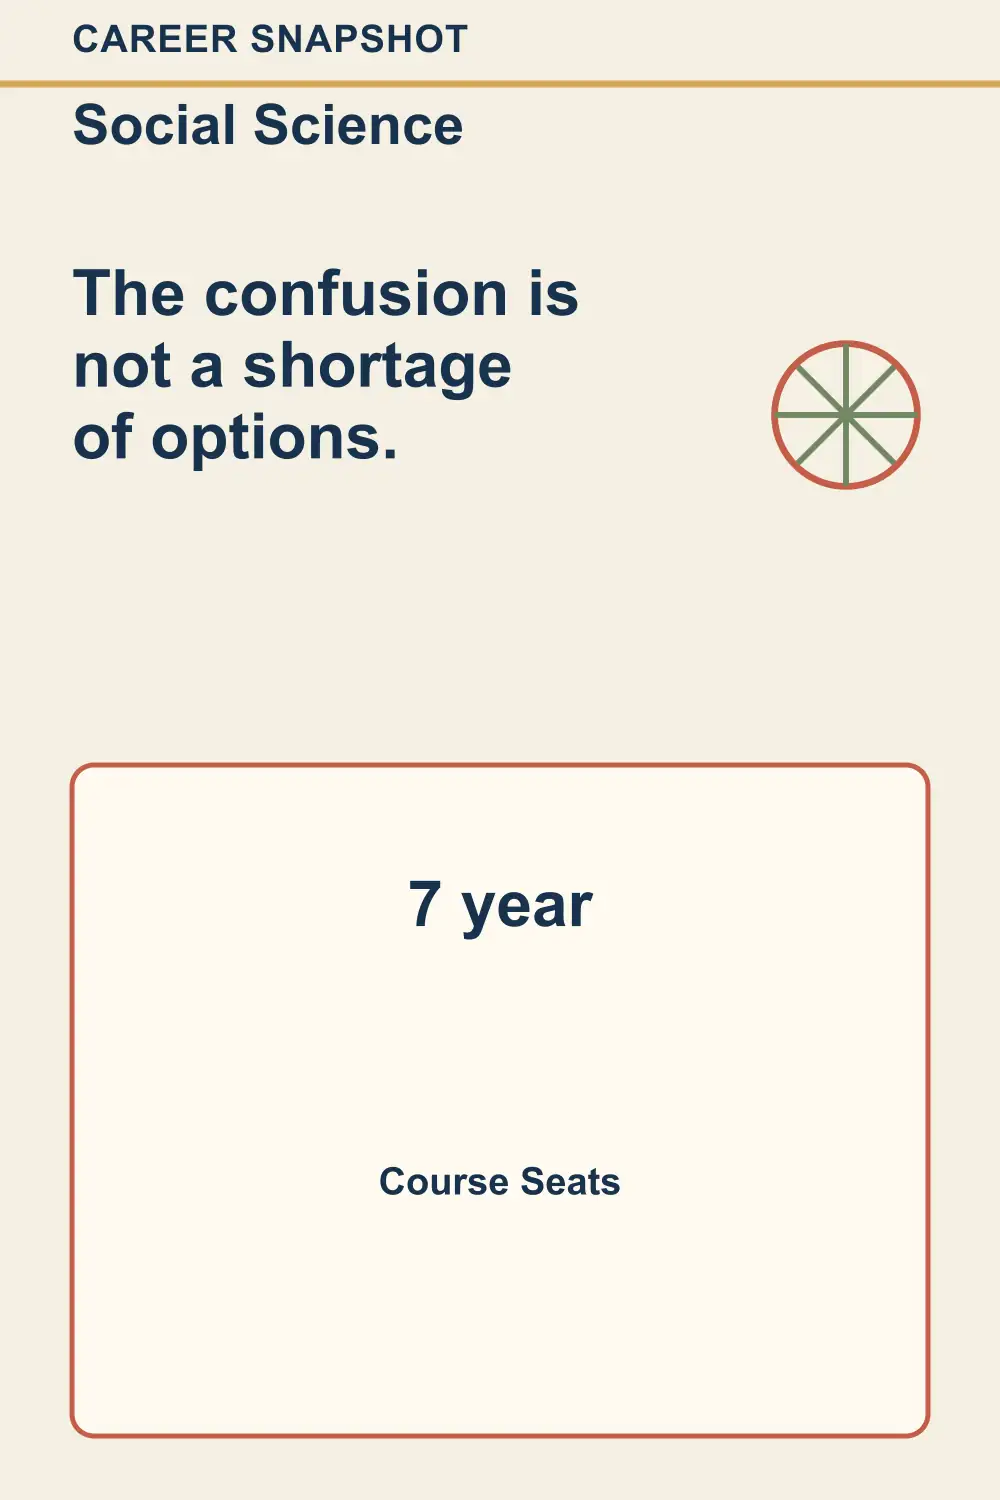 CAREER SNAPSHOT
Social Science
The confusion is
not a shortage
of options.
7 year
Course Seats